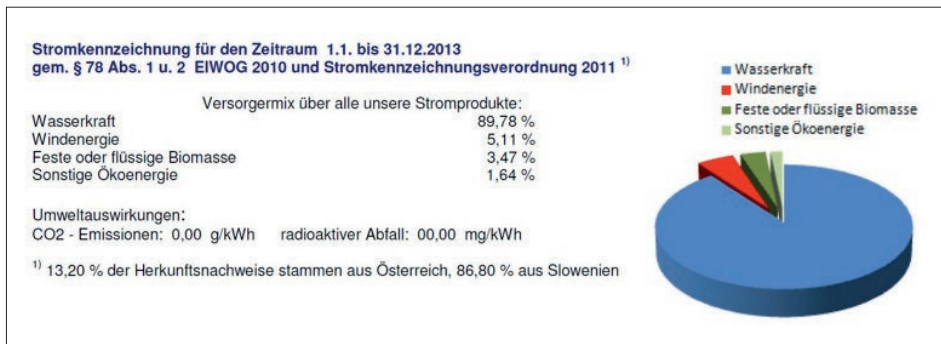 Stromkennzeichnung für den Zeitraum 1.1. bis 31.12.2013
gem. § 78 Abs. 1 u. 2 ElWOG 2010 und Stromkennzeichnungsverordnung 2011 1)
Versorgermix über alle unsere Stromprodukte:
Wasserkraft 89,78 %
Windenergie 5,11 %
Feste oder flüssige Biomasse 3,47 %
Sonstige Ökoenergie 1,64 %
Umweltauswirkungen:
CO2 - Emissionen: 0,00 g/kWh radioaktiver Abfall: 00,00 mg/kWh
1) 13,20 % der Herkunftsnachweise stammen aus Österreich, 86,80 % aus Slowenien
Wasserkraft
Windenergie
Feste oder flüssige Biomasse
Sonstige Ökoenergie